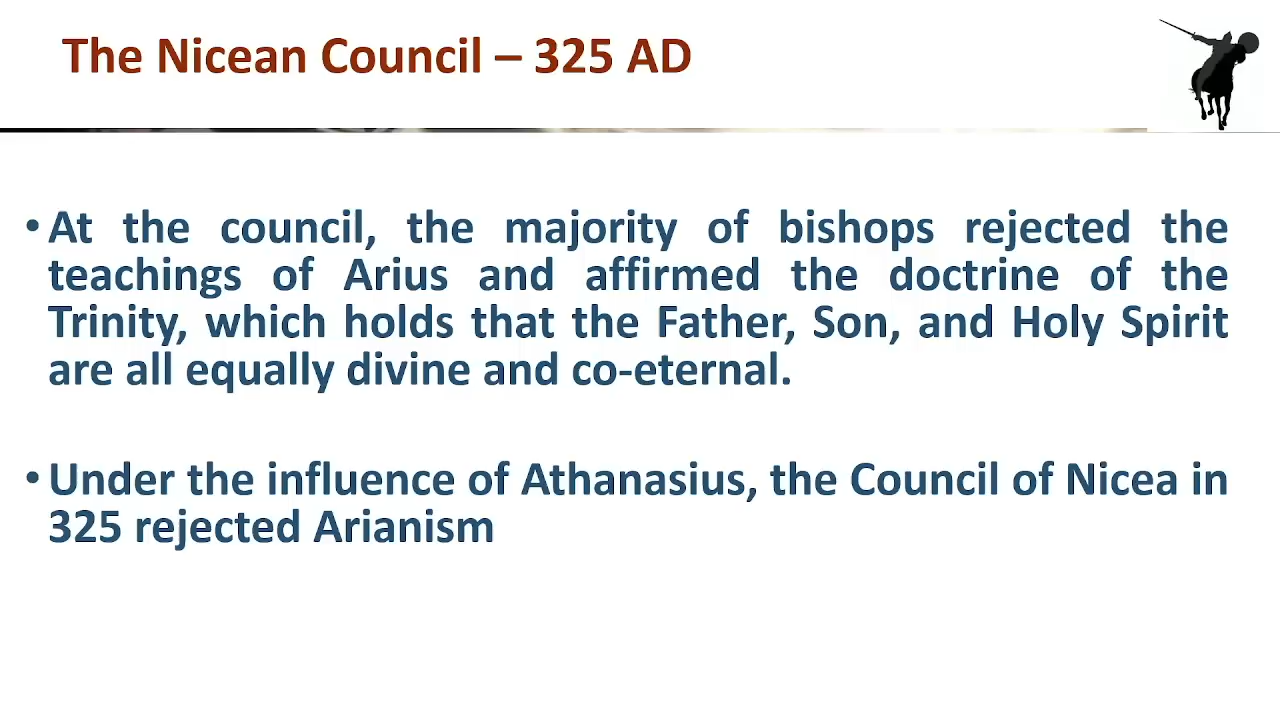 The Nicean Council – 325 AD
• At the council, the majority of bishops rejected the
teachings of Arius and affirmed the doctrine of the
Trinity, which holds that the Father, Son, and Holy Spirit
are all equally divine and co-eternal.
• Under the influence of Athanasius, the Council of Nicea in
325 rejected Arianism